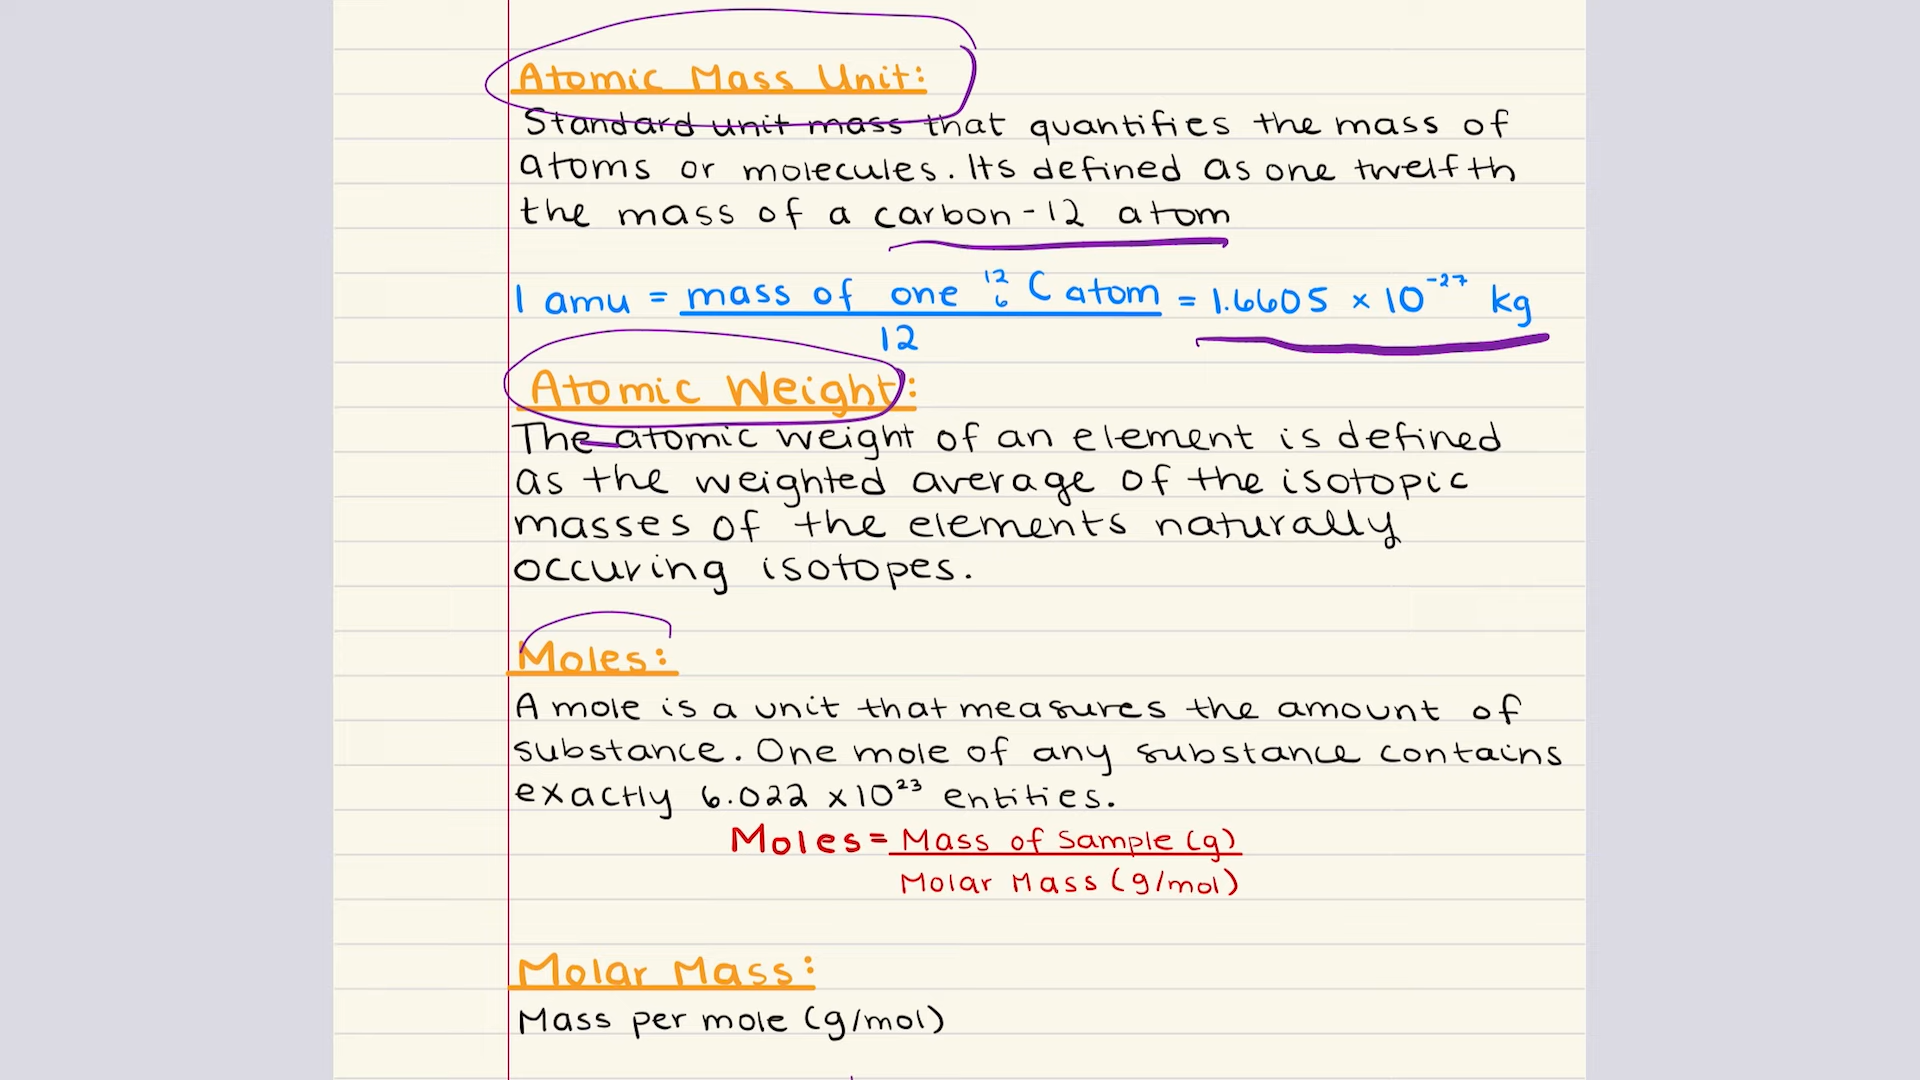 Atomic Mass Unit:
Standard unit mass that quantifies the mass of
atoms or molecules. Its defined as one twelfth
the mass of a carbon-12 atom
1 amu = mass of one ¹²₆C atom / 12 = 1.6605 × 10⁻²⁷ kg
Atomic Weight:
The atomic weight of an element is defined
as the weighted average of the isotopic
masses of the elements naturally
occuring isotopes.
Moles:
A mole is a unit that measures the amount of
substance. One mole of any substance contains
exactly 6.022 x10²³ entities.
Moles = Mass of Sample (g) / Molar Mass (g/mol)
Molar Mass:
Mass per mole (g/mol)